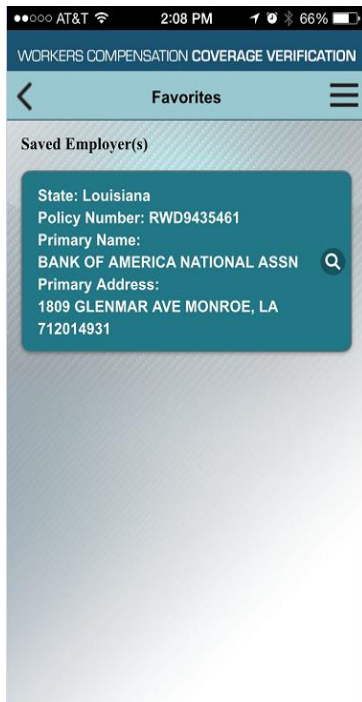 AT&T 2:08 PM 66%
WORKERS COMPENSATION COVERAGE VERIFICATION
Favorites
Saved Employer(s)
State: Louisiana
Policy Number: RWD9435461
Primary Name:
BANK OF AMERICA NATIONAL ASSN
Primary Address:
1809 GLENMAR AVE MONROE, LA
712014931